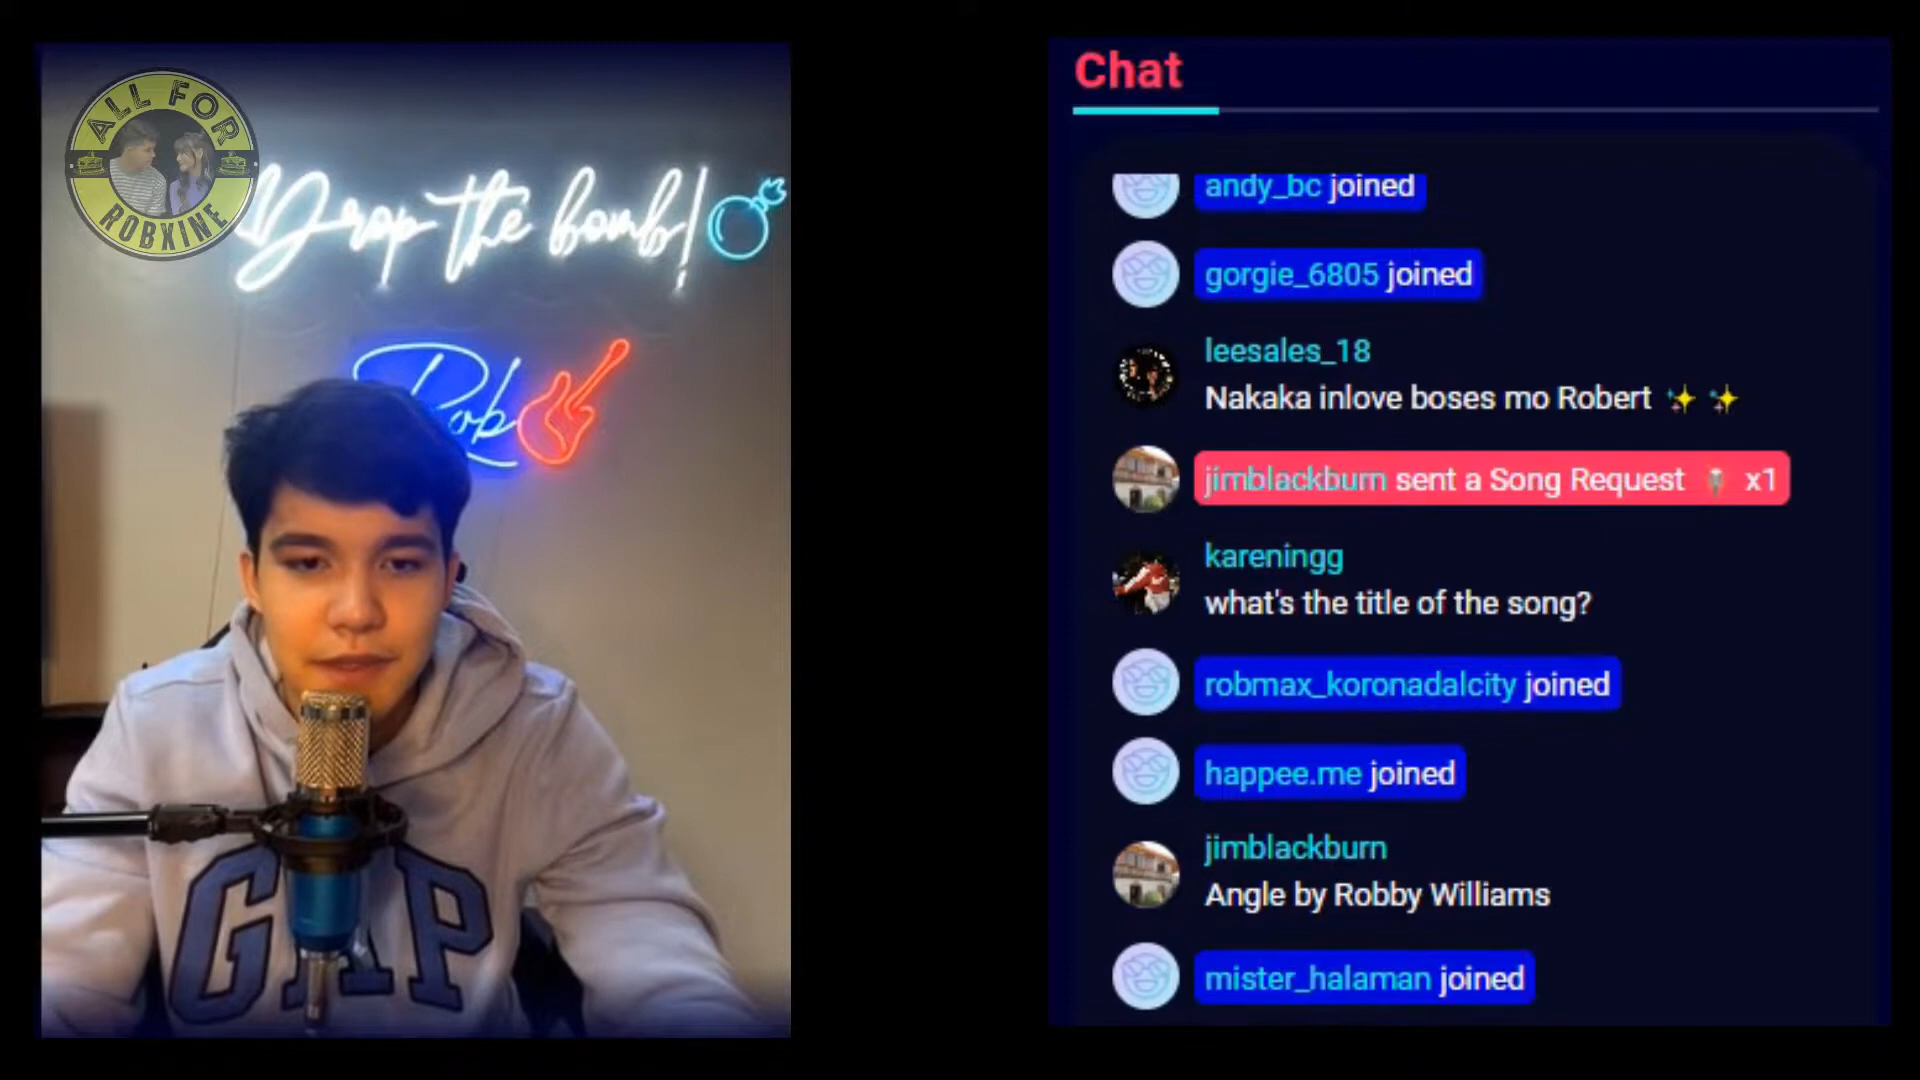 ALL FOR
ROBXINE
Drop the bomb!
Rob
GAP
Chat
andy_bc joined
gorgie_6805 joined
leesales_18
Nakaka inlove boses mo Robert ✨ ✨
jimblackburn sent a Song Request 🎤 x1
kareningg
what's the title of the song?
robmax_koronadalcity joined
happee.me joined
jimblackburn
Angle by Robby Williams
mister_halaman joined